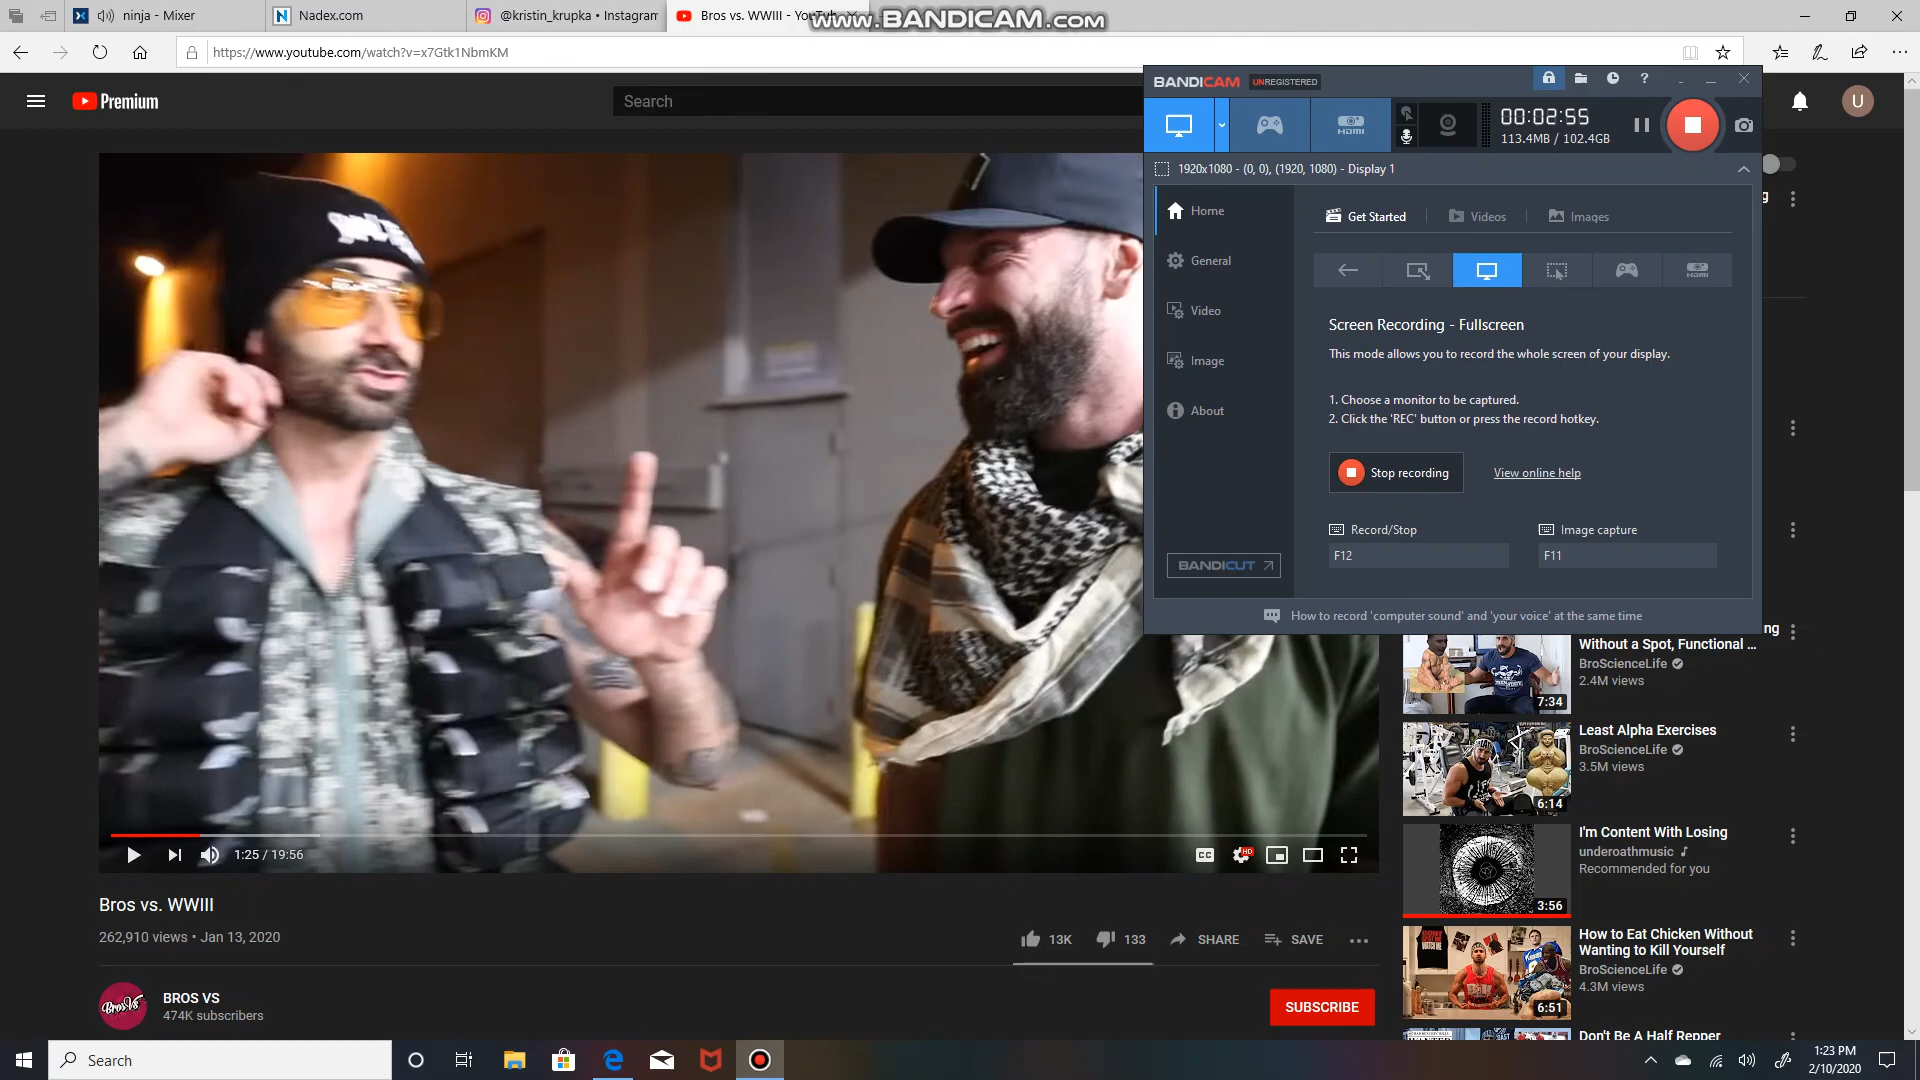 ninja - Mixer
Nadex.com
@kristin_krupka • Instagram
Bros vs. WWIII - YouTub
www.BANDICAM.com
https://www.youtube.com/watch?v=x7Gtk1NbmKM
Premium
Search
U
BANDICAM UNREGISTERED
HDMI
00:02:55
113.4MB / 102.4GB
1920x1080 - (0, 0), (1920, 1080) - Display 1
Home
General
Video
Image
About
BANDICUT
Get Started
Videos
Images
HDMI
Screen Recording - Fullscreen
This mode allows you to record the whole screen of your display.
1. Choose a monitor to be captured.
2. Click the 'REC' button or press the record hotkey.
Stop recording
View online help
Record/Stop
Image capture
F12
F11
How to record 'computer sound' and 'your voice' at the same time
g
1:25 / 19:56
CC
HD
Bros vs. WWIII
262,910 views • Jan 13, 2020
13K
133
SHARE
SAVE
BrosVs
BROS VS
474K subscribers
SUBSCRIBE
ng
Without a Spot, Functional ...
BroScienceLife
2.4M views
7:34
Least Alpha Exercises
BroScienceLife
3.5M views
6:14
I'm Content With Losing
underoathmusic
Recommended for you
3:56
How to Eat Chicken Without
Wanting to Kill Yourself
BroScienceLife
4.3M views
6:51
Don't Be A Half Repper
Search
1:23 PM
2/10/2020